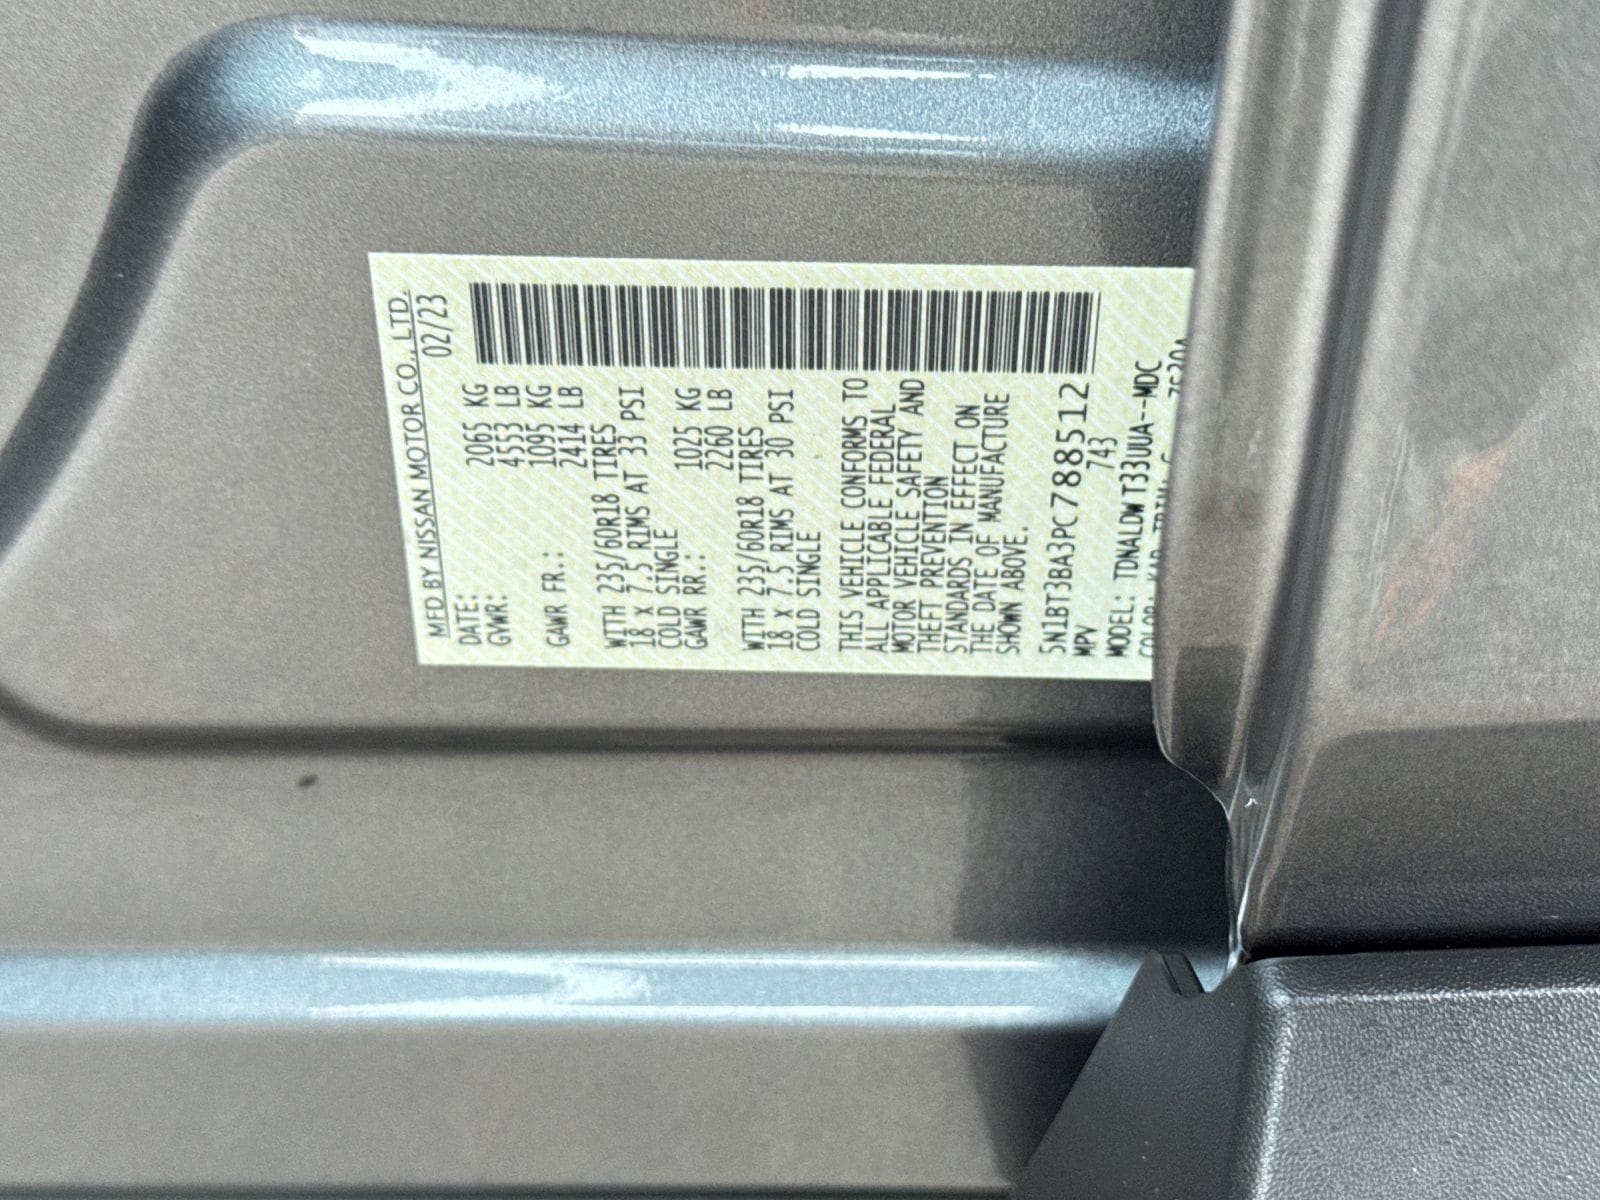 MFD BY NISSAN MOTOR CO., LTD.
DATE: 02/23
GVWR: 2065 KG
4553 LB
GAWR FR.: 1095 KG
2414 LB
WITH 235/60R18 TIRES
18 x 7.5 RIMS AT 33 PSI
COLD SINGLE
GAWR RR.: 1025 KG
2260 LB
WITH 235/60R18 TIRES
18 x 7.5 RIMS AT 30 PSI
COLD SINGLE
THIS VEHICLE CONFORMS TO
ALL APPLICABLE FEDERAL
MOTOR VEHICLE SAFETY AND
THEFT PREVENTION
STANDARDS IN EFFECT ON
THE DATE OF MANUFACTURE
SHOWN ABOVE.
5N1BT3BA3PC788512
MPV 743
MODEL: TDNALDW T33UUA--MDC